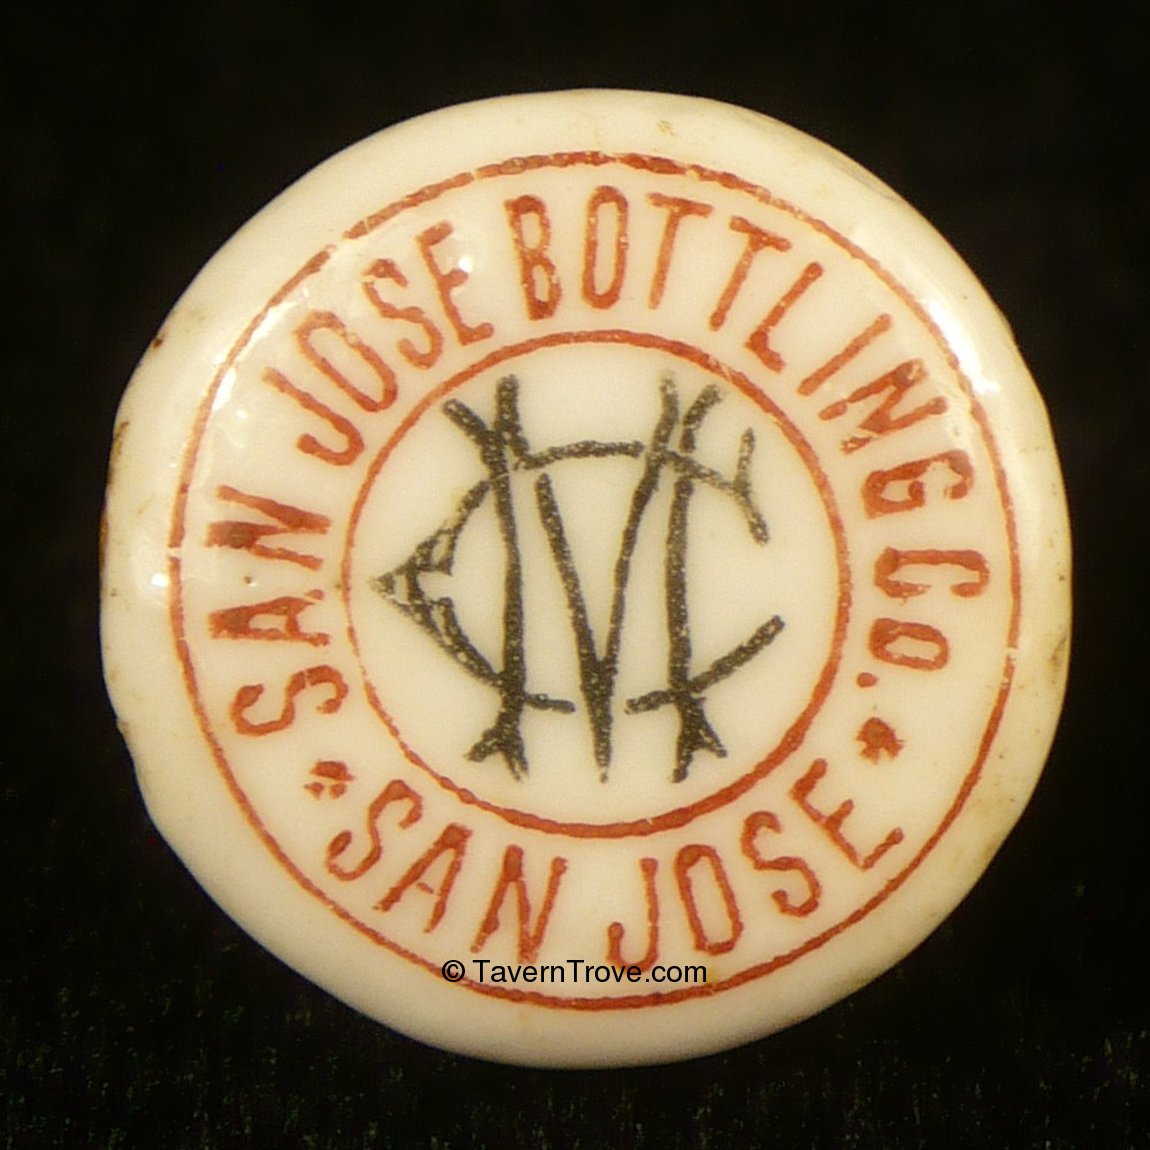 SAN JOSE BOTTLING CO.
SAN JOSE
© TavernTrove.com